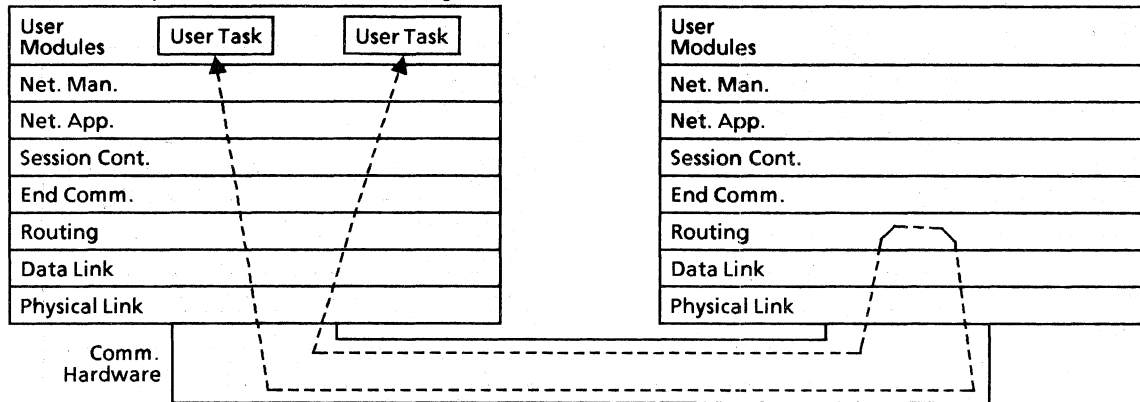 User
Modules
User Task
User Task
Net. Man.
Net. App.
Session Cont.
End Comm.
Routing
Data Link
Physical Link
User
Modules
Net. Man.
Net. App.
Session Cont.
End Comm.
Routing
Data Link
Physical Link
Comm.
Hardware